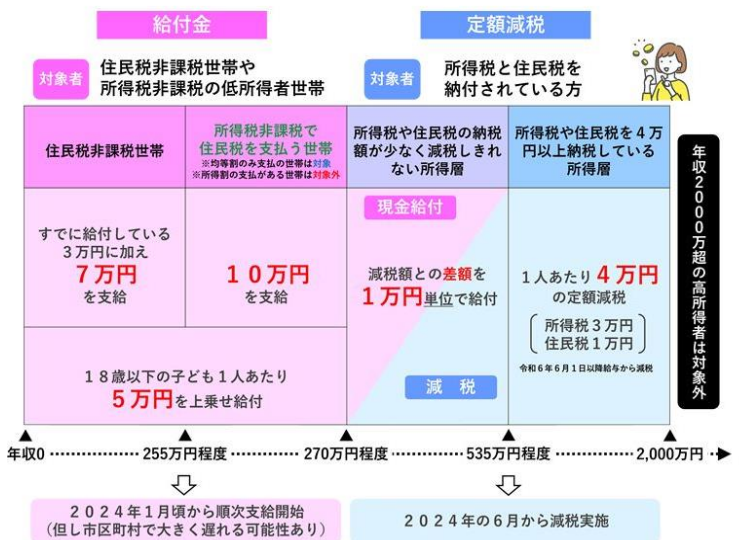 給付金
定額減税
対象者
住民税非課税世帯や
所得税非課税の低所得者世帯
対象者
所得税と住民税を
納付されている方
住民税非課税世帯
所得税非課税で
住民税を支払う世帯
※均等割のみ支払の世帯は対象
※所得割の支払がある世帯は対象外
所得税や住民税の納税
額が少なく減税しきれ
ない所得層
所得税や住民税を4万
円以上納税している
所得層
年収2000万超の高所得者は対象外
すでに給付している
3万円に加え
7万円
を支給
10万円
を支給
現金給付
減税額との差額を
1万円単位で給付
減 税
1人あたり 4万円
の定額減税
所得税3万円
住民税1万円
令和6年6月1日以降給与から減税
18歳以下の子ども1人あたり
5万円を上乗せ給付
年収0 255万円程度 270万円程度 535万円程度 2,000万円
2024年1月頃から順次支給開始
(但し市区町村で大きく遅れる可能性あり)
2024年の6月から減税実施